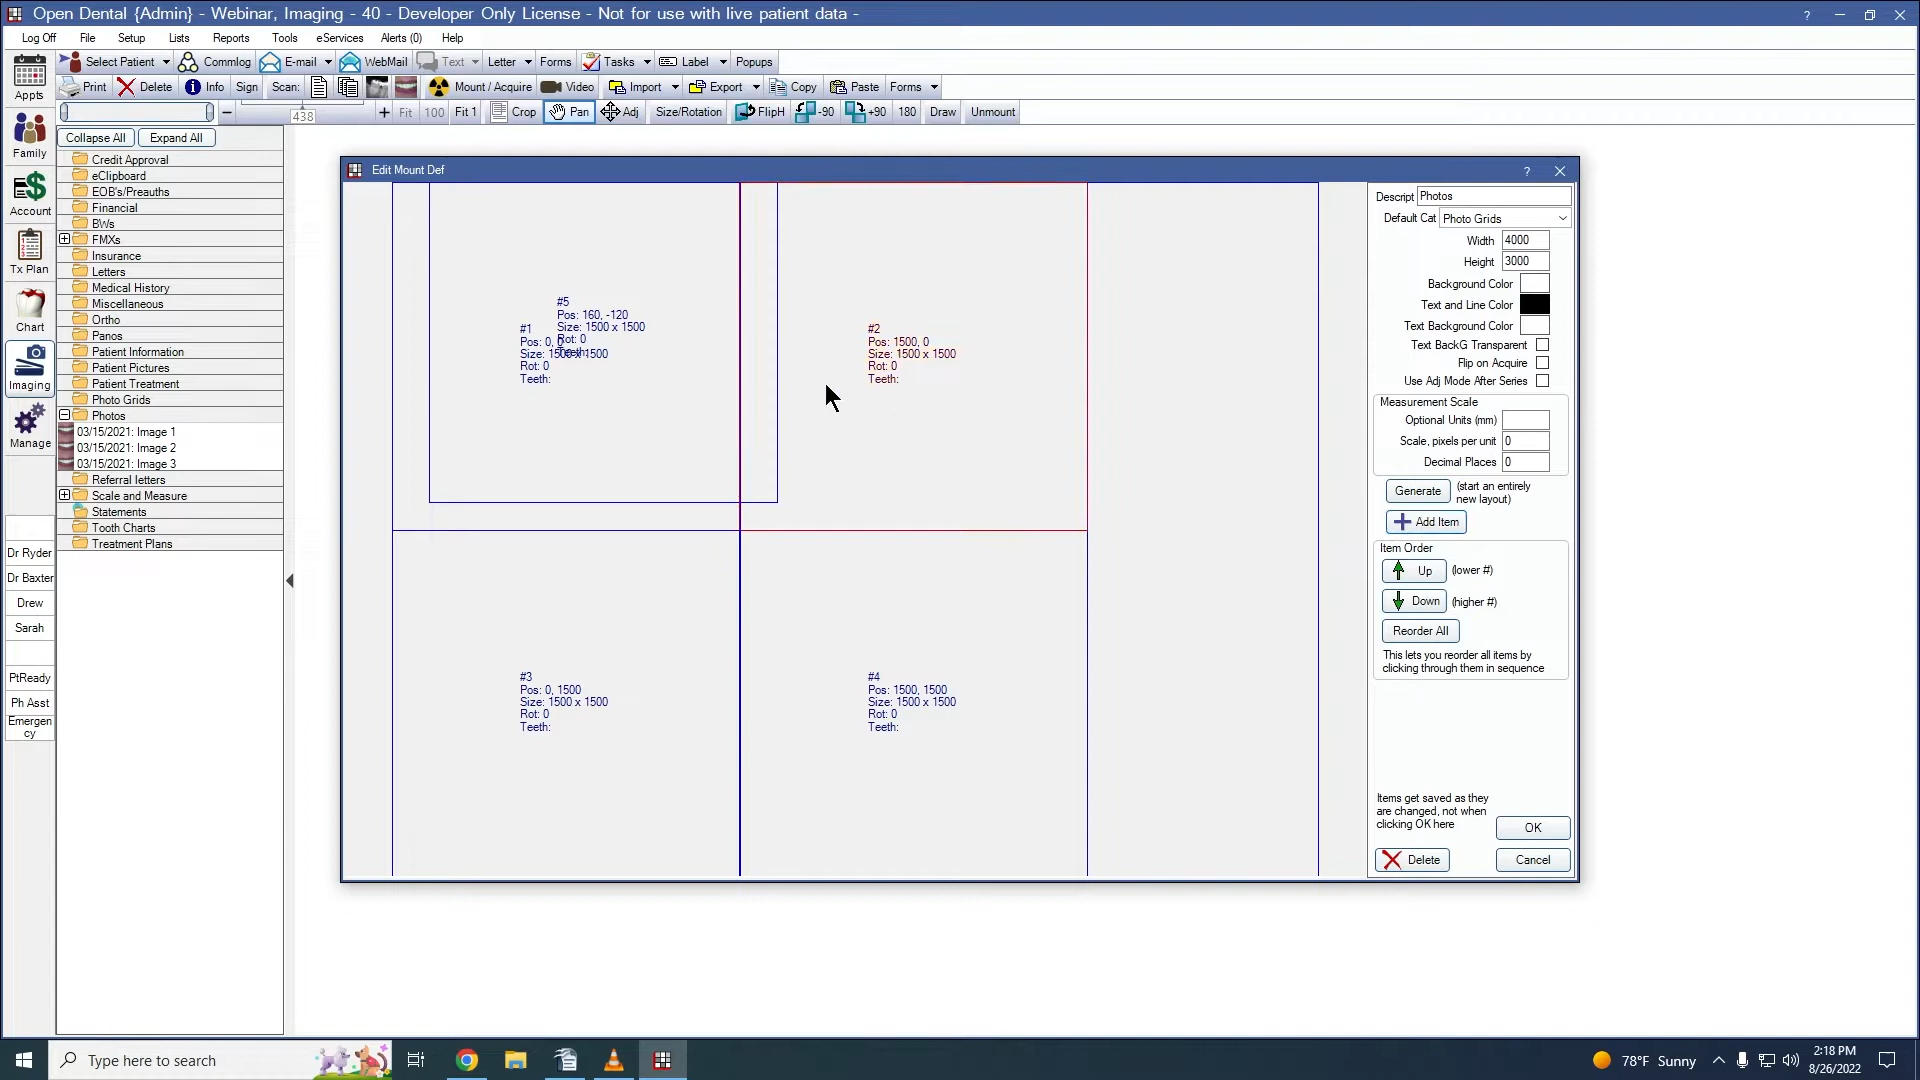 Open Dental {Admin} - Webinar, Imaging - 40 - Developer Only License - Not for use with live patient data -
?
Log Off File Setup Lists Reports Tools eServices Alerts (0) Help
Select Patient Commlog E-mail WebMail Text Letter Forms Tasks Label Popups
Print Delete Info Sign Scan: Mount / Acquire Video Import Export Copy Paste Forms
438 Fit 100 Fit 1 Crop Pan Adj Size/Rotation FlipH -90 +90 180 Draw Unmount
Appts
Family
Account
Tx Plan
Chart
Imaging
Manage
Dr Ryder
Dr Baxter
Drew
Sarah
PtReady
Ph Asst
Emergen
cy
Collapse All Expand All
Credit Approval
eClipboard
EOB's/Preauths
Financial
BWs
FMXs
Insurance
Letters
Medical History
Miscellaneous
Ortho
Panos
Patient Information
Patient Pictures
Patient Treatment
Photo Grids
Photos
03/15/2021: Image 1
03/15/2021: Image 2
03/15/2021: Image 3
Referral letters
Scale and Measure
Statements
Tooth Charts
Treatment Plans
Edit Mount Def
?
#5
Pos: 160, -120
Size: 1500 x 1500
Rot: 0
#1
Pos: 0, 0
Size: 1500 x 1500
Rot: 0
Teeth:
#2
Pos: 1500, 0
Size: 1500 x 1500
Rot: 0
Teeth:
#3
Pos: 0, 1500
Size: 1500 x 1500
Rot: 0
Teeth:
#4
Pos: 1500, 1500
Size: 1500 x 1500
Rot: 0
Teeth:
Descript Photos
Default Cat Photo Grids
Width 4000
Height 3000
Background Color
Text and Line Color
Text Background Color
Text BackG Transparent
Flip on Acquire
Use Adj Mode After Series
Measurement Scale
Optional Units (mm)
Scale, pixels per unit 0
Decimal Places 0
Generate (start an entirely
new layout)
Add Item
Item Order
Up (lower #)
Down (higher #)
Reorder All
This lets you reorder all items by
clicking through them in sequence
Items get saved as they
are changed, not when
clicking OK here
OK
Delete Cancel
Type here to search
78°F Sunny
2:18 PM
8/26/2022